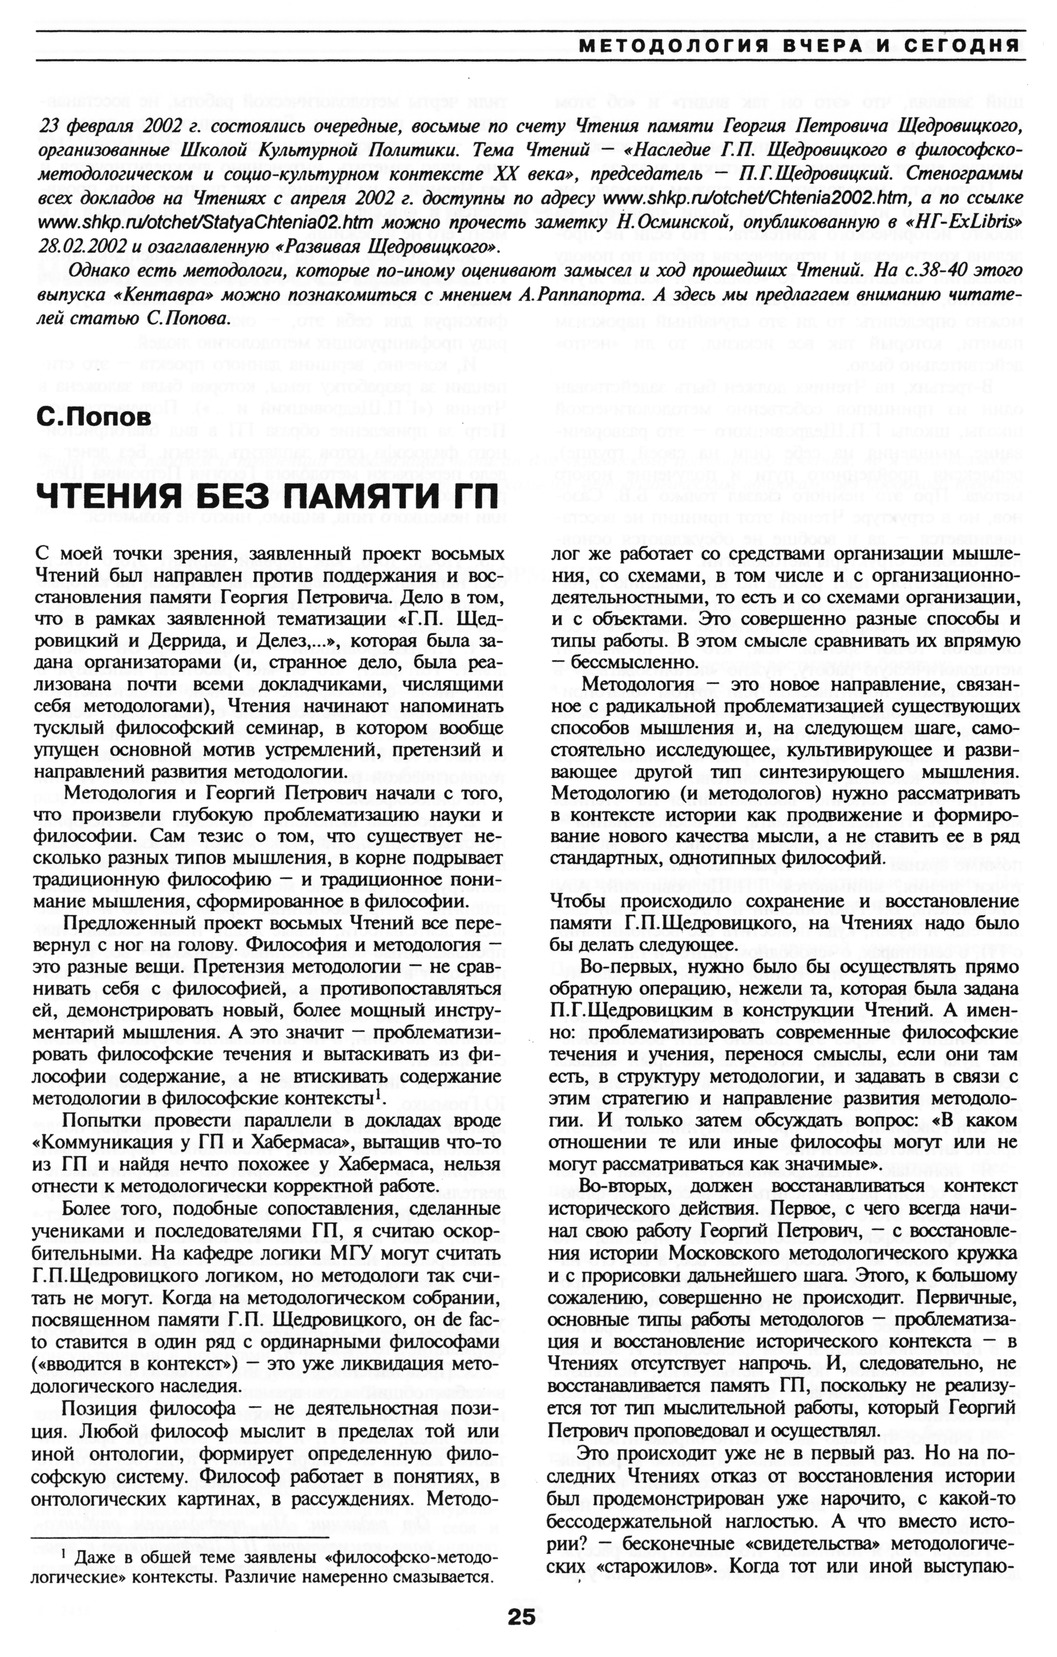 МЕТОДОЛОГИЯ ВЧЕРА И СЕГОДНЯ
23 февраля 2002 г. состоялись очередные, восьмые по счету Чтения памяти Георгия Петровича Щедровицкого,
организованные Школой Культурной Политики. Тема Чтений — «Наследие Г.П. Щедровицкого в философско-
методологическом и социо-культурном контексте XX века», председатель — П.Г.Щедровицкий. Стенограммы
всех докладов на Чтениях с апреля 2002 г. доступны по адресу www.shkp.ru/otchet/Chtenia2002.htm, а по ссылке
www.shkp.ru/otchet/StatyaChtenia02.htm можно прочесть заметку Н.Осминской, опубликованную в «НГ-ExLibris»
28.02.2002 и озаглавленную «Развивая Щедровицкого».
Однако есть методологи, которые по-иному оценивают замысел и ход прошедших Чтений. На с.38-40 этого
выпуска «Кентавра» можно познакомиться с мнением А.Раппапорта. А здесь мы предлагаем вниманию читате-
лей статью С.Попова.
С.Попов
ЧТЕНИЯ БЕЗ ПАМЯТИ ГП
С моей точки зрения, заявленный проект восьмых
Чтений был направлен против поддержания и вос-
становления памяти Георгия Петровича. Дело в том,
что в рамках заявленной тематизации «Г.П. Щед-
ровицкий и Деррида, и Делез,...», которая была за-
дана организаторами (и, странное дело, была реа-
лизована почти всеми докладчиками, числящими
себя методологами), Чтения начинают напоминать
тусклый философский семинар, в котором вообще
упущен основной мотив устремлений, претензий и
направлений развития методологии.
Методология и Георгий Петрович начали с того,
что произвели глубокую проблематизацию науки и
философии. Сам тезис о том, что существует не-
сколько разных типов мышления, в корне подрывает
традиционную философию — и традиционное пони-
мание мышления, сформированное в философии.
Предложенный проект восьмых Чтений все пере-
вернул с ног на голову. Философия и методология —
это разные вещи. Претензия методологии — не срав-
нивать себя с философией, а противопоставляться
ей, демонстрировать новый, более мощный инстру-
ментарий мышления. А это значит — проблематизи-
ровать философские течения и вытаскивать из фи-
лософии содержание, а не втискивать содержание
методологии в философские контексты¹.
Попытки провести параллели в докладах вроде
«Коммуникация у ГП и Хабермаса», вытащив что-то
из ГП и найдя нечто похожее у Хабермаса, нельзя
отнести к методологически корректной работе.
Более того, подобные сопоставления, сделанные
учениками и последователями ГП, я считаю оскор-
бительными. На кафедре логики МГУ могут считать
Г.П.Щедровицкого логиком, но методологи так счи-
тать не могут. Когда на методологическом собрании,
посвященном памяти Г.П. Щедровицкого, он de fac-
to ставится в один ряд с ординарными философами
(«вводится в контекст») — это уже ликвидация мето-
дологического наследия.
Позиция философа — не деятельностная пози-
ция. Любой философ мыслит в пределах той или
иной онтологии, формирует определенную фило-
софскую систему. Философ работает в понятиях, в
онтологических картинах, в рассуждениях. Методо-
¹ Даже в общей теме заявлены «философско-методо-
логические» контексты. Различие намеренно смазывается.
лог же работает со средствами организации мышле-
ния, со схемами, в том числе и с организационно-
деятельностными, то есть и со схемами организации,
и с объектами. Это совершенно разные способы и
типы работы. В этом смысле сравнивать их впрямую
— бессмысленно.
Методология — это новое направление, связан-
ное с радикальной проблематизацией существующих
способов мышления и, на следующем шаге, само-
стоятельно исследующее, культивирующее и разви-
вающее другой тип синтезирующего мышления.
Методологию (и методологов) нужно рассматривать
в контексте истории как продвижение и формиро-
вание нового качества мысли, а не ставить ее в ряд
стандартных, однотипных философий.
Чтобы происходило сохранение и восстановление
памяти Г.П.Щедровицкого, на Чтениях надо было
бы делать следующее.
Во-первых, нужно было бы осуществлять прямо
обратную операцию, нежели та, которая была задана
П.Г.Щедровицким в конструкции Чтений. А имен-
но: проблематизировать современные философские
течения и учения, перенося смыслы, если они там
есть, в структуру методологии, и задавать в связи с
этим стратегию и направление развития методоло-
гии. И только затем обсуждать вопрос: «В каком
отношении те или иные философы могут или не
могут рассматриваться как значимые».
Во-вторых, должен восстанавливаться контекст
исторического действия. Первое, с чего всегда начи-
нал свою работу Георгий Петрович, — с восстановле-
ния истории Московского методологического кружка
и с прорисовки дальнейшего шага. Этого, к большому
сожалению, совершенно не происходит. Первичные,
основные типы работы методологов — проблематиза-
ция и восстановление исторического контекста — в
Чтениях отсутствует напрочь. И, следовательно, не
восстанавливается память ГП, поскольку не реализу-
ется тот тип мыслительной работы, который Георгий
Петрович проповедовал и осуществлял.
Это происходит уже не в первый раз. Но на по-
следних Чтениях отказ от восстановления истории
был продемонстрирован уже нарочито, с какой-то
бессодержательной наглостью. А что вместо исто-
рии? — бесконечные «свидетельства» методологиче-
ских «старожилов». Когда тот или иной выступаю-
25